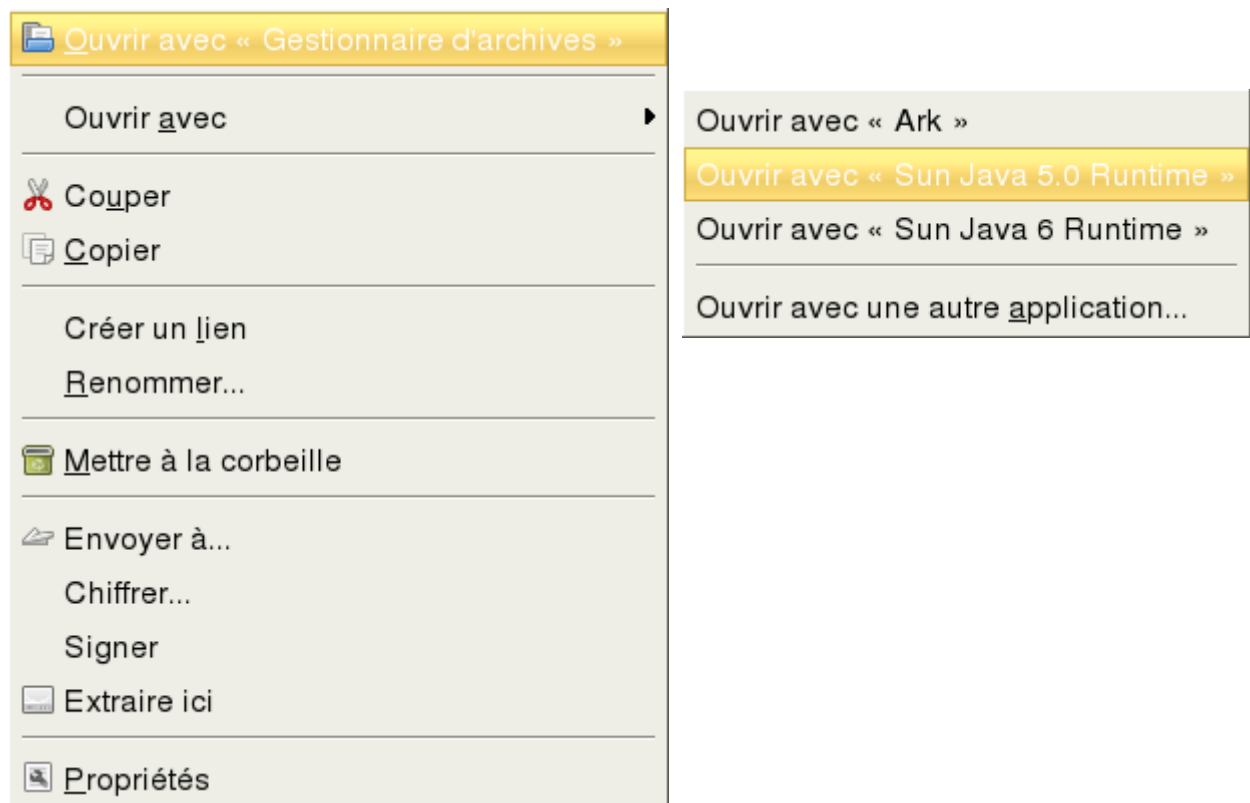 Ouvrir avec « Gestionnaire d'archives »
Ouvrir avec
Couper
Copier
Créer un lien
Renommer...
Mettre à la corbeille
Envoyer à...
Chiffrer...
Signer
Extraire ici
Propriétés
Ouvrir avec « Ark »
Ouvrir avec « Sun Java 5.0 Runtime »
Ouvrir avec « Sun Java 6 Runtime »
Ouvrir avec une autre application...